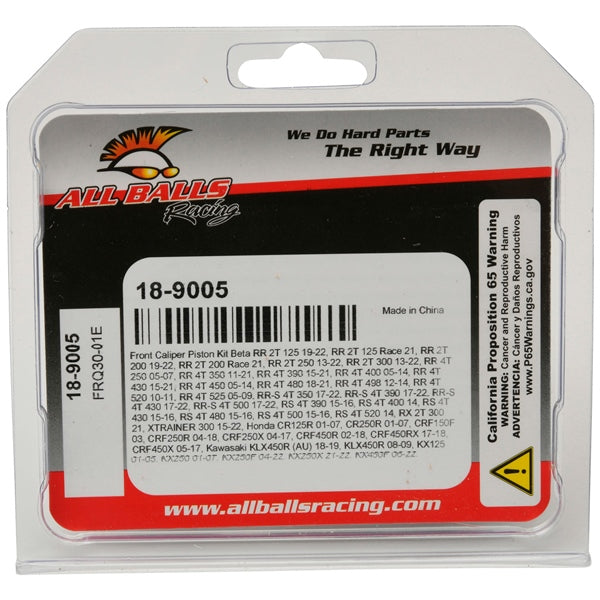 We Do Hard Parts
The Right Way
ALL BALLS
Racing
18-9005
Made in China
Front Caliper Piston Kit Beta RR 2T 125 19-22, RR 2T 125 Race 21, RR 2T
200 19-22, RR 2T 200 Race 21, RR 2T 250 13-22, RR 2T 300 13-22, RR 4T
250 05-07, RR 4T 350 11-21, RR 4T 390 15-21, RR 4T 400 05-14, RR 4T
430 15-21, RR 4T 450 05-14, RR 4T 480 18-21, RR 4T 498 12-14, RR 4T
520 10-11, RR 4T 525 05-09, RR-S 4T 350 17-22, RR-S 4T 390 17-22, RR-S
4T 430 17-22, RR-S 4T 500 17-22, RS 4T 390 15-16, RS 4T 400 14, RS 4T
430 15-16, RS 4T 480 15-16, RS 4T 500 15-16, RS 4T 520 14, RX 2T 300
21, XTRAINER 300 15-22, Honda CR125R 01-07, CR250R 01-07, CRF150F
03, CRF250R 04-18, CRF250X 04-17, CRF450R 02-18, CRF450RX 17-18,
CRF450X 05-17, Kawasaki KLX450R (AU) 18-19, KLX450R 08-09, KX125
01-05, KX250 01-07, KX250F 04-22, KX250X 21-22, KX450F 06-22,
18-9005
FRQ30-01E
California Proposition 65 Warning
WARNING: Cancer and Reproductive Harm
ADVERTENCIA: Cáncer y Daños Reproductivos
www.P65Warnings.ca.gov
www.allballsracing.com